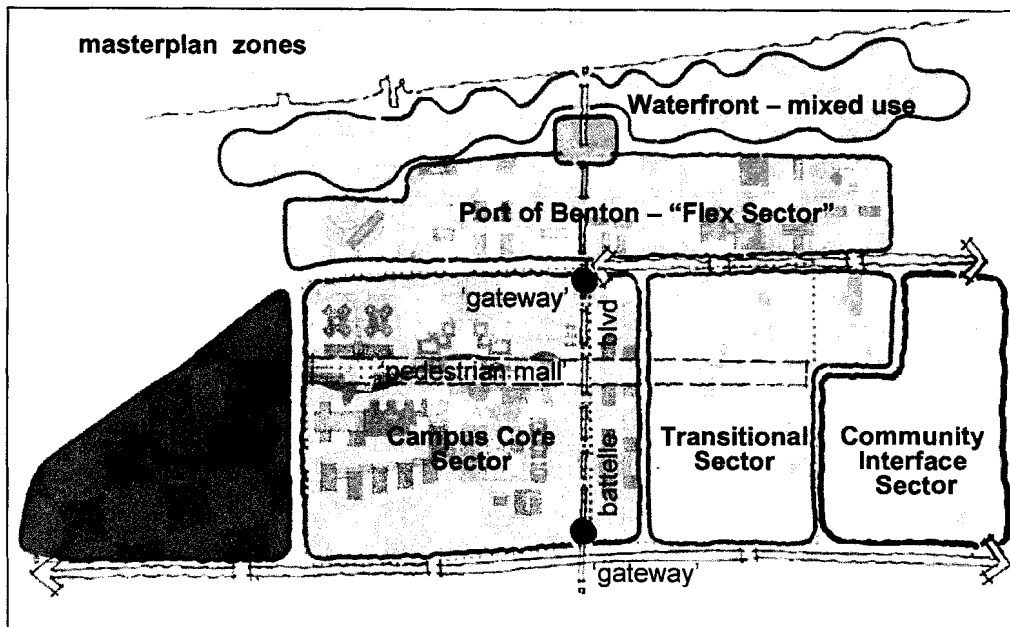 masterplan zones
Waterfront – mixed use
Port of Benton – "Flex Sector"
'gateway'
battelle blvd
'pedestrian mall'
Campus Core
Sector
Transitional
Sector
Community
Interface
Sector
'gateway'